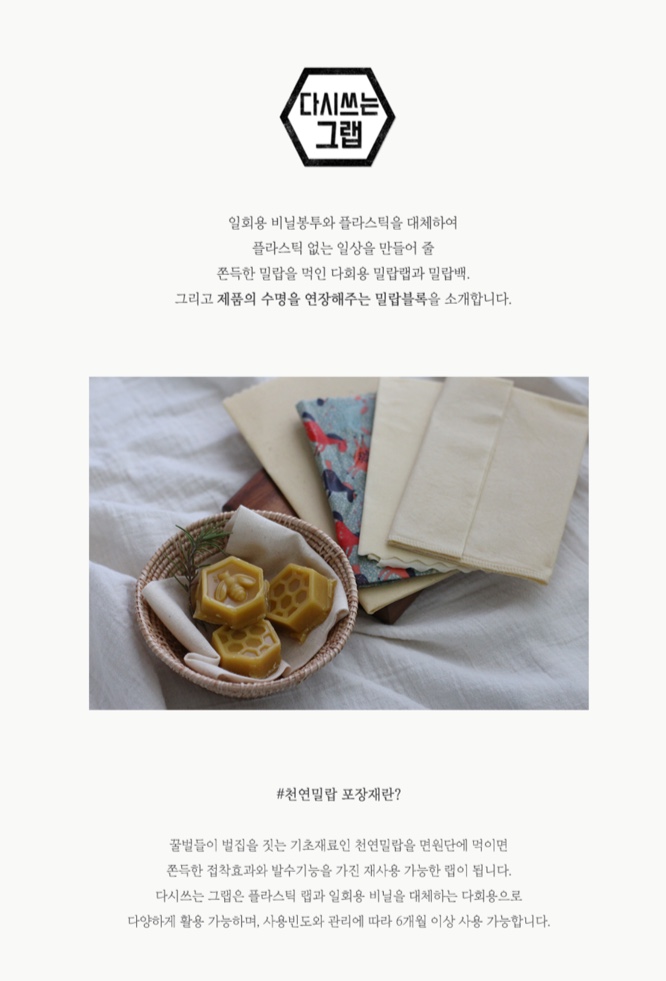 다시쓰는
그랩
일회용 비닐봉투와 플라스틱을 대체하여
플라스틱 없는 일상을 만들어 줄
쫀득한 밀랍을 먹인 다회용 밀랍랩과 밀랍백.
그리고 제품의 수명을 연장해주는 밀랍블록을 소개합니다.
#천연밀랍 포장재란?
꿀벌들이 벌집을 짓는 기초재료인 천연밀랍을 면원단에 먹이면
쫀득한 접착효과와 발수기능을 가진 재사용 가능한 랩이 됩니다.
다시쓰는 그랩은 플라스틱 랩과 일회용 비닐을 대체하는 다회용으로
다양하게 활용 가능하며, 사용빈도와 관리에 따라 6개월 이상 사용 가능합니다.